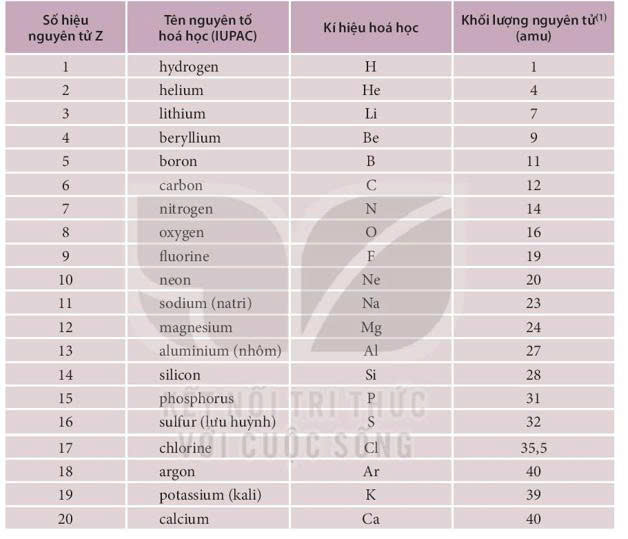 Số hiệu nguyên tử Z | Tên nguyên tố hoá học (IUPAC) | Kí hiệu hoá học | Khối lượng nguyên tử(1) (amu)
1 hydrogen H 1
2 helium He 4
3 lithium Li 7
4 beryllium Be 9
5 boron B 11
6 carbon C 12
7 nitrogen N 14
8 oxygen O 16
9 fluorine F 19
10 neon Ne 20
11 sodium (natri) Na 23
12 magnesium Mg 24
13 aluminium (nhôm) Al 27
14 silicon Si 28
15 phosphorus P 31
16 sulfur (lưu huỳnh) S 32
17 chlorine Cl 35,5
18 argon Ar 40
19 potassium (kali) K 39
20 calcium Ca 40
KẾT NỐI TRI THỨC
VỚI CUỘC SỐNG